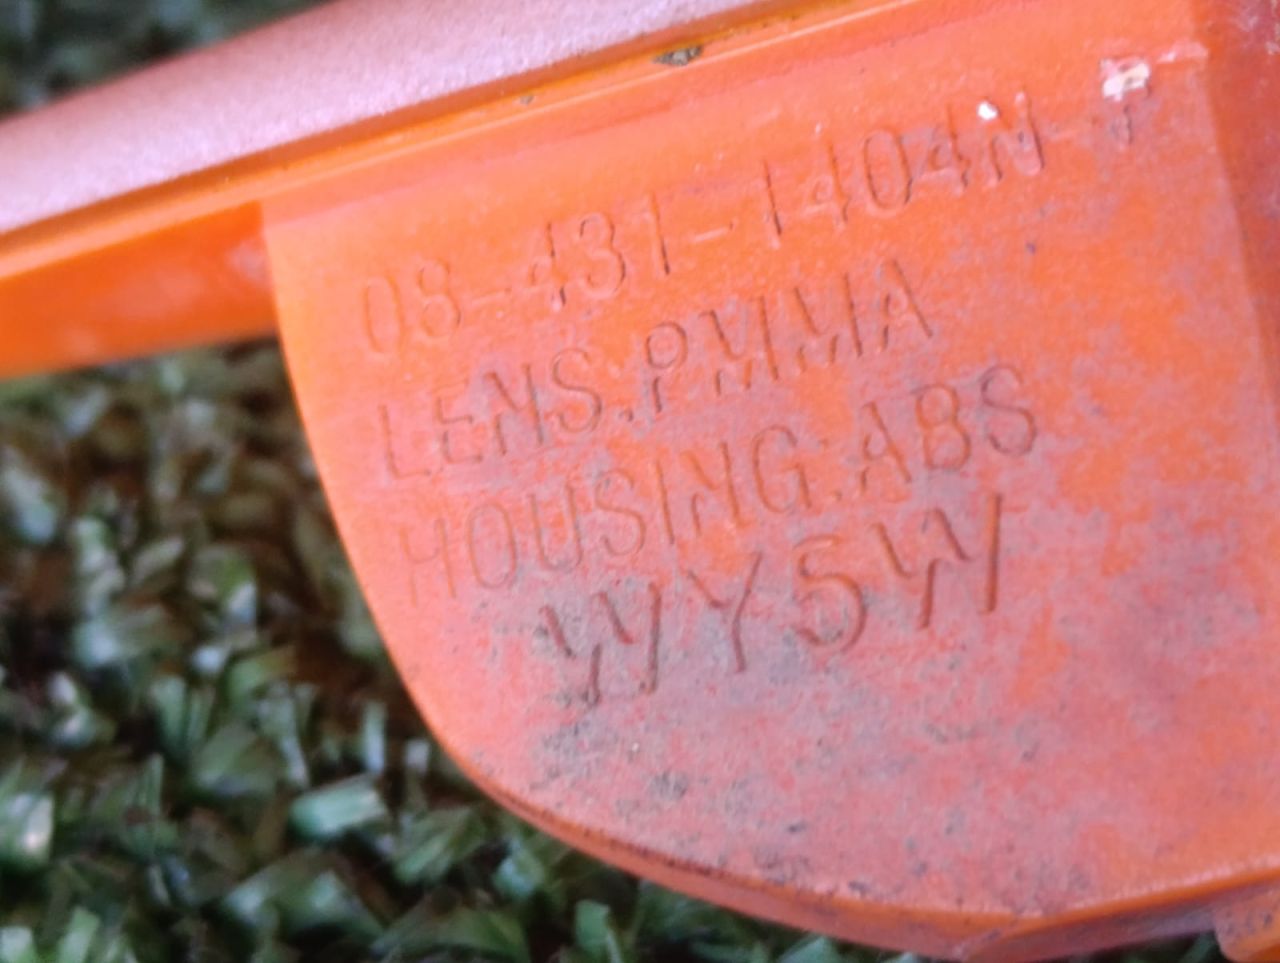 08-431-1404N-
LENS:PMMA
HOUSING:ABS
WY5W